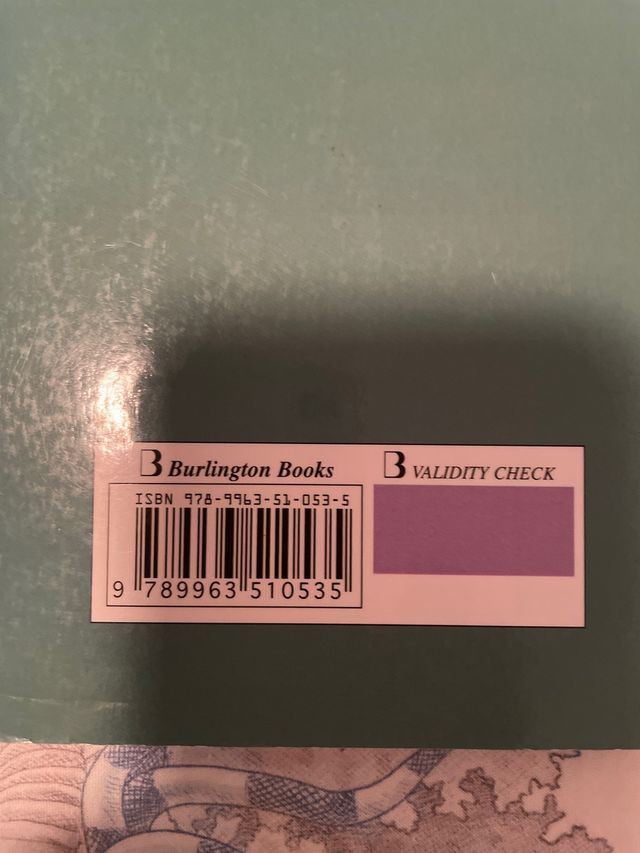 B Burlington Books
B VALIDITY CHECK
ISBN 978-9963-51-053-5
9 789963 510535